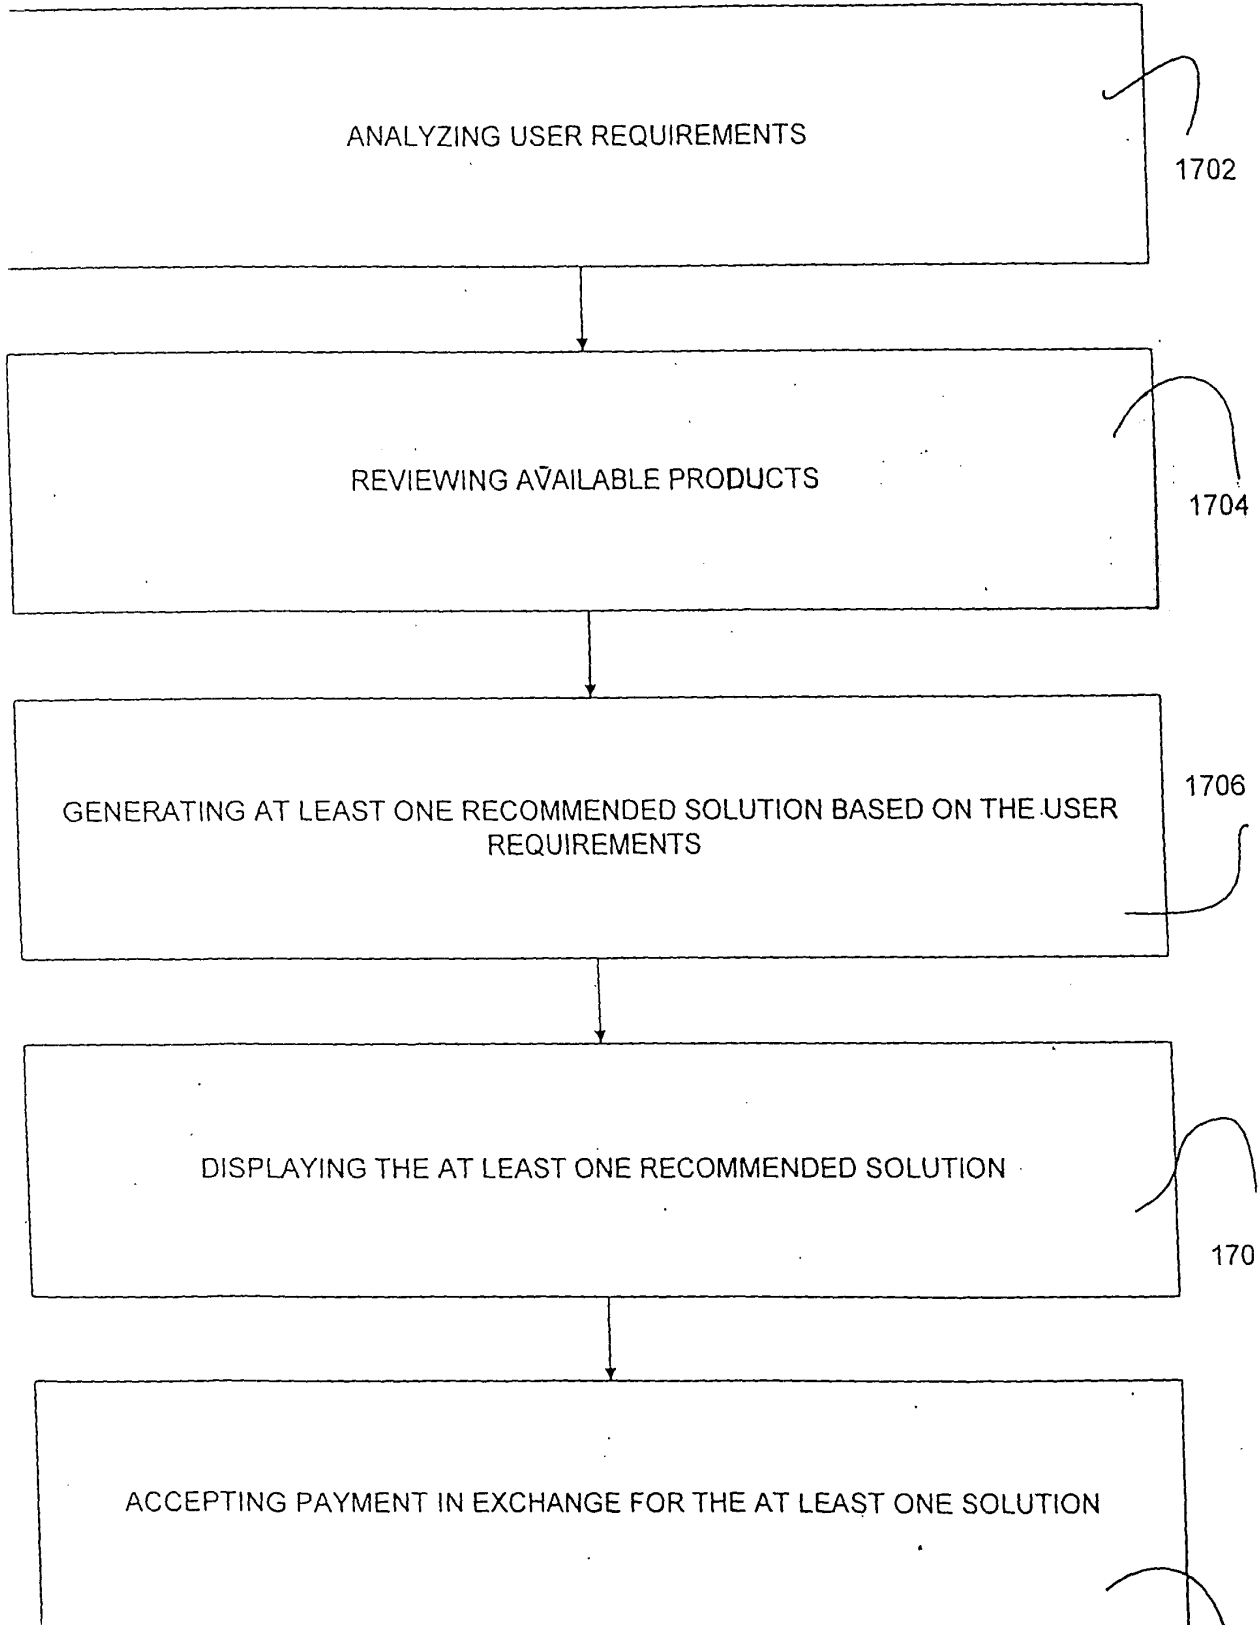 ANALYZING USER REQUIREMENTS
1702
REVIEWING AVAILABLE PRODUCTS
1704
1706
GENERATING AT LEAST ONE RECOMMENDED SOLUTION BASED ON THE USER
REQUIREMENTS
DISPLAYING THE AT LEAST ONE RECOMMENDED SOLUTION
170
ACCEPTING PAYMENT IN EXCHANGE FOR THE AT LEAST ONE SOLUTION